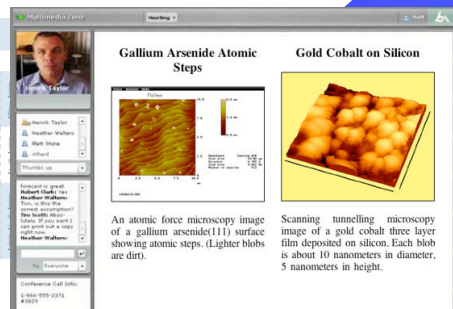 Multimedia Zone
Meeting
Matt
Henrik Taylor
Henrik Taylor
Heather Walters
Matt Stone
Thumbs up
forecast is great
Robert Clark: Yes
Heather Walters:
Tim, is this the
correct assumption?
Tim Scott: Abso-
lutely. If you want I
can print out a copy
right now.
Heather Walters:
To Everyone
Conference Call Info:
1-866-555-2371
#3029
Gallium Arsenide Atomic
Steps
An atomic force microscopy image
of a gallium arsenide(111) surface
showing atomic steps. (Lighter blobs
are dirt).
Gold Cobalt on Silicon
Scanning tunnelling microscopy
image of a gold cobalt three layer
film deposited on silicon. Each blob
is about 10 nanometers in diameter,
5 nanometers in height.